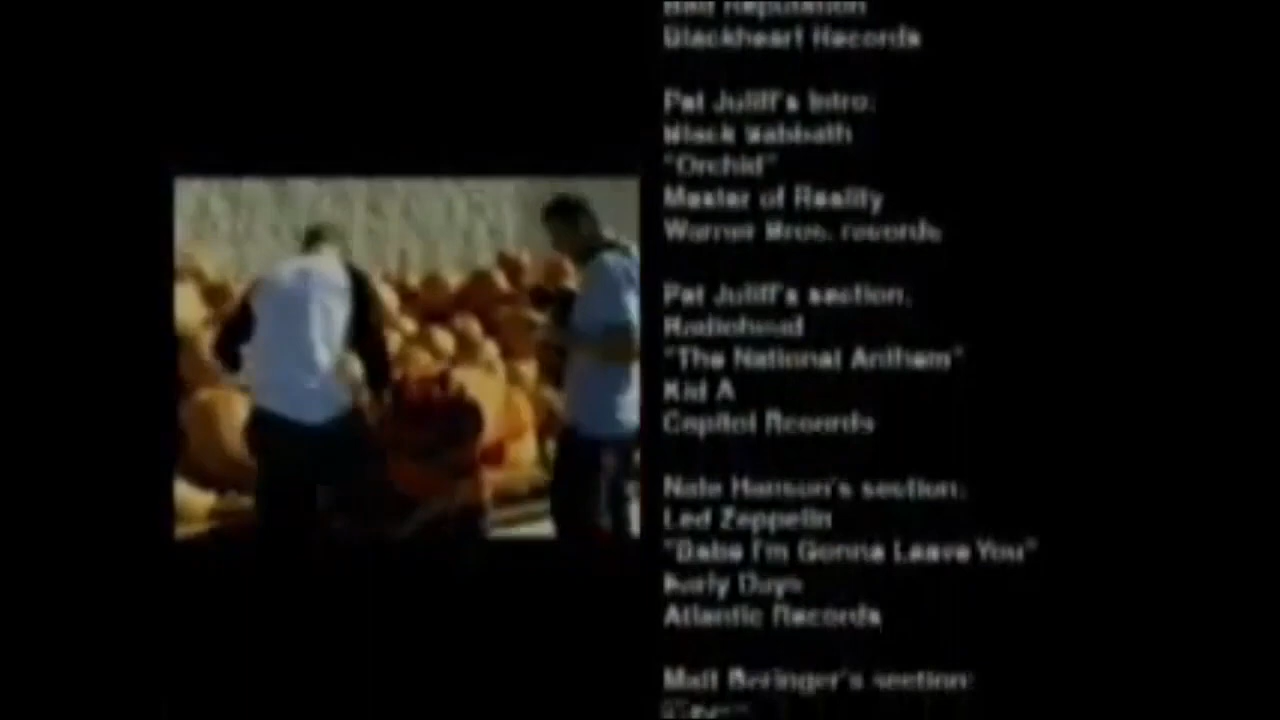 Bad Reputation
Blackheart Records
Pat Juliff's Intro:
Black Sabbath
"Orchid"
Master of Reality
Warner Bros. records
Pat Juliff's section:
Radiohead
"The National Anthem"
Kid A
Capitol Records
Nate Hanson's section:
Led Zeppelin
"Babe I'm Gonna Leave You"
Early Days
Atlantic Records
Matt Beringer's section: